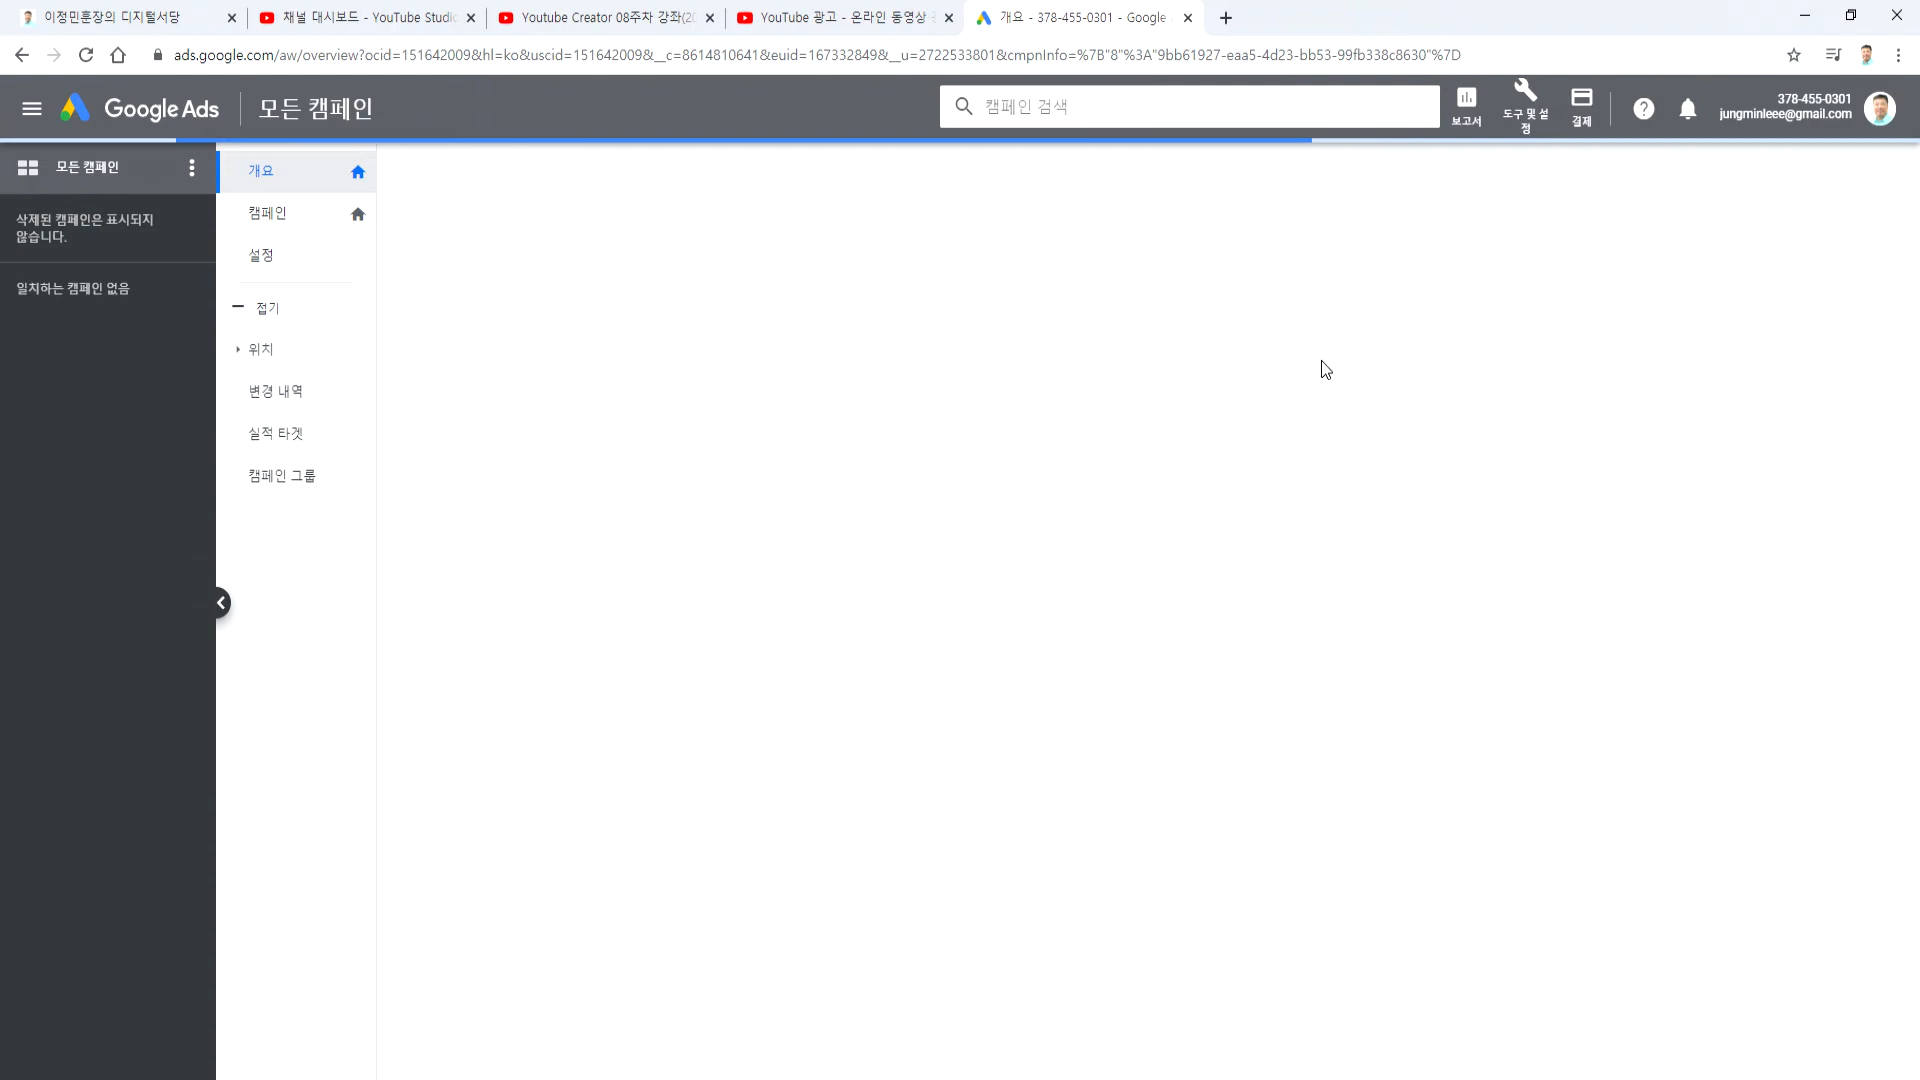 이정민훈장의 디지털서당
채널 대시보드 - YouTube Studio
Youtube Creator 08주차 강좌(20
YouTube 광고 - 온라인 동영상
개요 - 378-455-0301 - Google
ads.google.com/aw/overview?ocid=151642009&hl=ko&uscid=151642009&__c=8614810641&euid=167332849&__u=2722533801&cmpnInfo=%7B"8"%3A"9bb61927-eaa5-4d23-bb53-99fb338c8630"%7D
Google Ads
모든 캠페인
캠페인 검색
보고서
도구 및 설
정
결제
378-455-0301
jungminleee@gmail.com
모든 캠페인
삭제된 캠페인은 표시되지
않습니다.
일치하는 캠페인 없음
개요
캠페인
설정
접기
위치
변경 내역
실적 타겟
캠페인 그룹